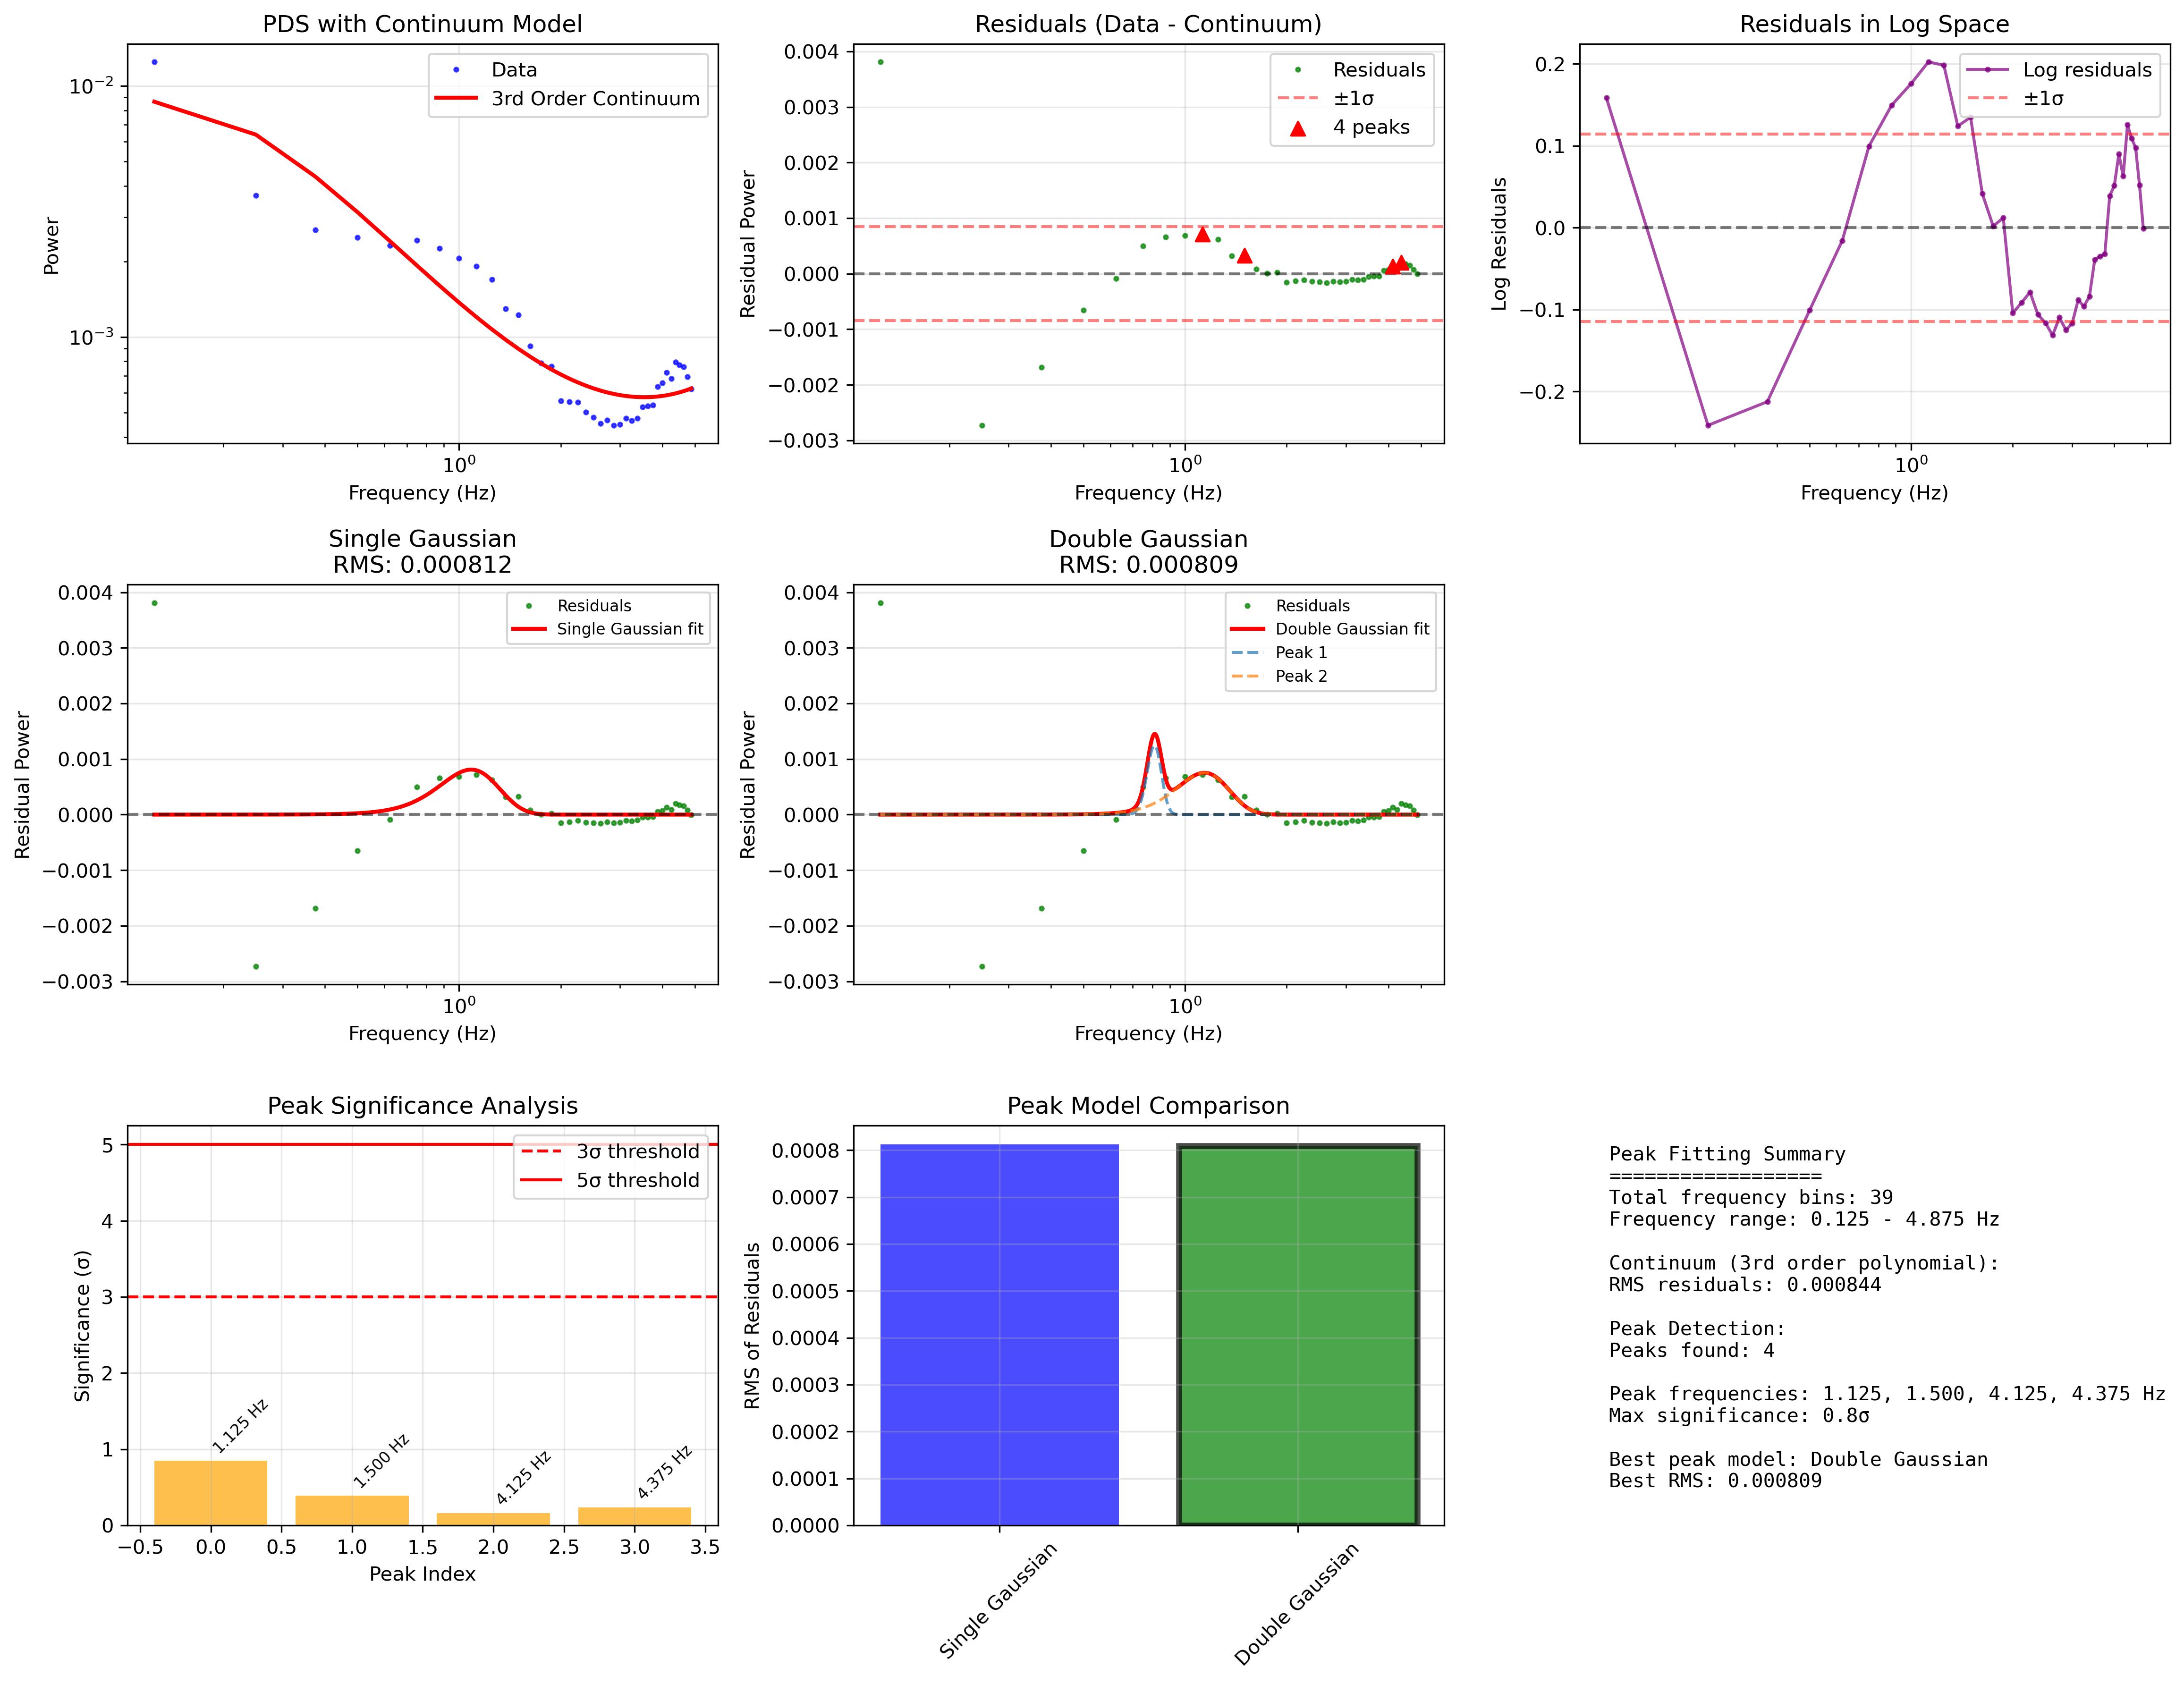 PDS with Continuum Model
Data
3rd Order Continuum
10⁻²
10⁻³
Power
10⁰
Frequency (Hz)
Residuals (Data - Continuum)
Residuals
±1σ
4 peaks
0.004
0.003
0.002
0.001
0.000
−0.001
−0.002
−0.003
Residual Power
10⁰
Frequency (Hz)
Residuals in Log Space
Log residuals
±1σ
0.2
0.1
0.0
−0.1
−0.2
Log Residuals
10⁰
Frequency (Hz)
Single Gaussian
RMS: 0.000812
Residuals
Single Gaussian fit
0.004
0.003
0.002
0.001
0.000
−0.001
−0.002
−0.003
Residual Power
10⁰
Frequency (Hz)
Double Gaussian
RMS: 0.000809
Residuals
Double Gaussian fit
Peak 1
Peak 2
0.004
0.003
0.002
0.001
0.000
−0.001
−0.002
−0.003
Residual Power
10⁰
Frequency (Hz)
Peak Significance Analysis
3σ threshold
5σ threshold
5
4
3
2
1
0
Significance (σ)
1.125 Hz
1.500 Hz
4.125 Hz
4.375 Hz
−0.5 0.0 0.5 1.0 1.5 2.0 2.5 3.0 3.5
Peak Index
Peak Model Comparison
0.0008
0.0007
0.0006
0.0005
0.0004
0.0003
0.0002
0.0001
0.0000
RMS of Residuals
Single Gaussian
Double Gaussian
Peak Fitting Summary
==================
Total frequency bins: 39
Frequency range: 0.125 - 4.875 Hz
Continuum (3rd order polynomial):
RMS residuals: 0.000844
Peak Detection:
Peaks found: 4
Peak frequencies: 1.125, 1.500, 4.125, 4.375 Hz
Max significance: 0.8σ
Best peak model: Double Gaussian
Best RMS: 0.000809